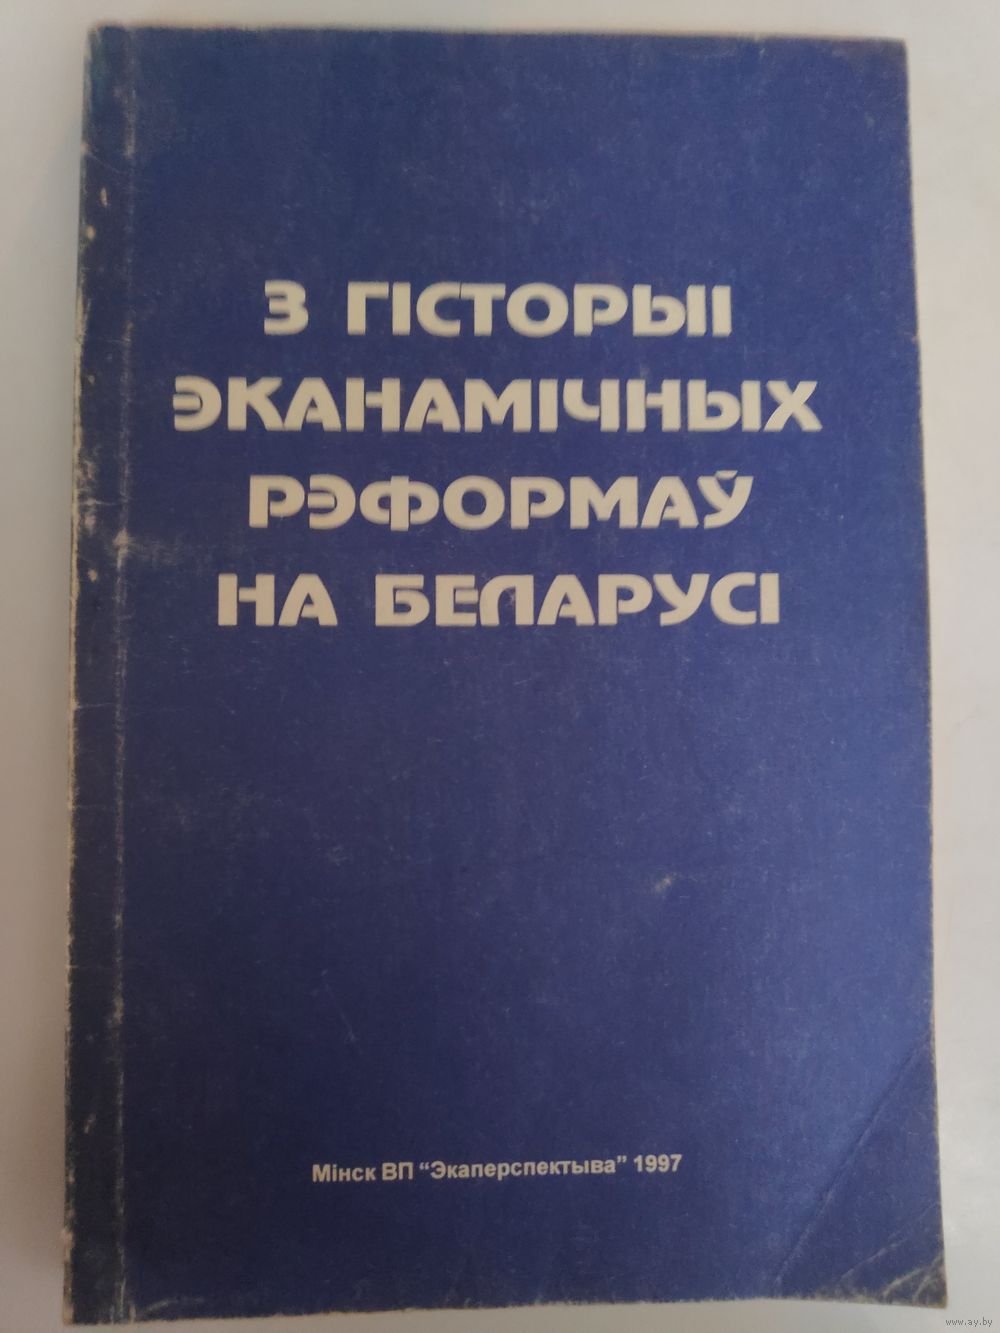 З ГІСТОРЫІ
ЭКАНАМІЧНЫХ
РЭФОРМАЎ
НА БЕЛАРУСІ
Мінск ВП “Экаперспектыва” 1997
www.ay.by